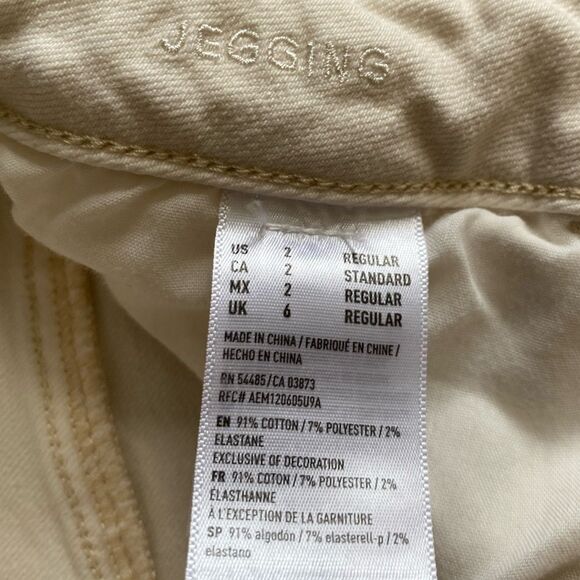 JEGGING
US 2 REGULAR
CA 2 STANDARD
MX 2 REGULAR
UK 6 REGULAR
MADE IN CHINA / FABRIQUÉ EN CHINE /
HECHO EN CHINA
RN 54485/CA 03873
RFC# AEM120605U9A
EN 91% COTTON / 7% POLYESTER / 2%
ELASTANE
EXCLUSIVE OF DECORATION
FR 91% COTON / 7% POLYESTER / 2%
ELASTHANNE
À L'EXCEPTION DE LA GARNITURE
SP 91% algodón / 7% elasterell-p / 2%
elastano